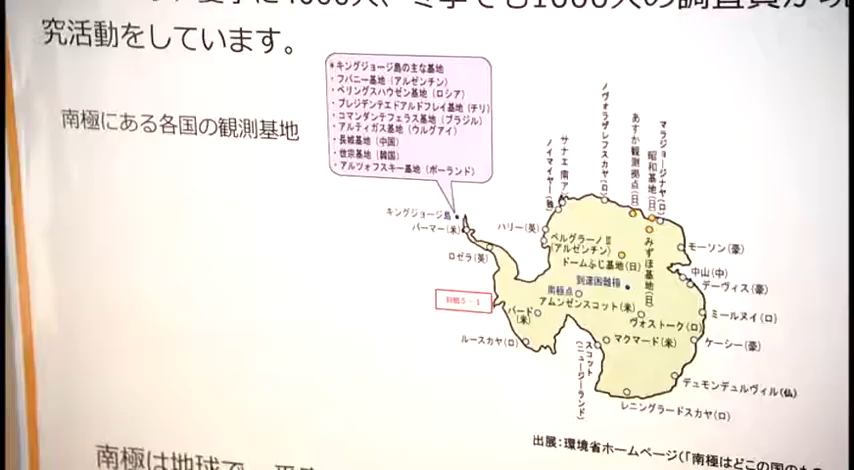 究活動をしています。
南極にある各国の観測基地
キングジョージ島の主な基地
・フバニー基地（アルゼンチン）
・ベリングスハウゼン基地（ロシア）
・プレジデンテエドアルドフレイ基地（チリ）
・コマンダンテフェラス基地（ブラジル）
・アルティガス基地（ウルグアイ）
・長城基地（中国）
・世宗基地（韓国）
・アルツォフスキー基地（ポーランド）
ノヴォラザレフスカヤ(ロ)
あすか観測拠点(日)
昭和基地(日)
マラジョージナヤ(ロ)
サナエ(南ア)
ノイマイヤー(独)
キングジョージ島
パーマー(米)
ハリー(英)
ベルグラーノⅡ
(アルゼンチン)
ドームふじ基地(日)
みずほ基地(日)
モーソン(豪)
ロゼラ(英)
到達困難極
中山(中)
デーヴィス(豪)
南極点
アムンゼンスコット(米)
バード
(米)
ヴォストーク(ロ)
ミールヌイ(ロ)
ルースカヤ(ロ)
スコット
(ニュージーランド)
マクマード(米)
ケーシー(豪)
デュモンデュルヴィル(仏)
レニングラードスカヤ(ロ)
出展：環境省ホームページ(「南極はどこの国のもの
南極は地球で